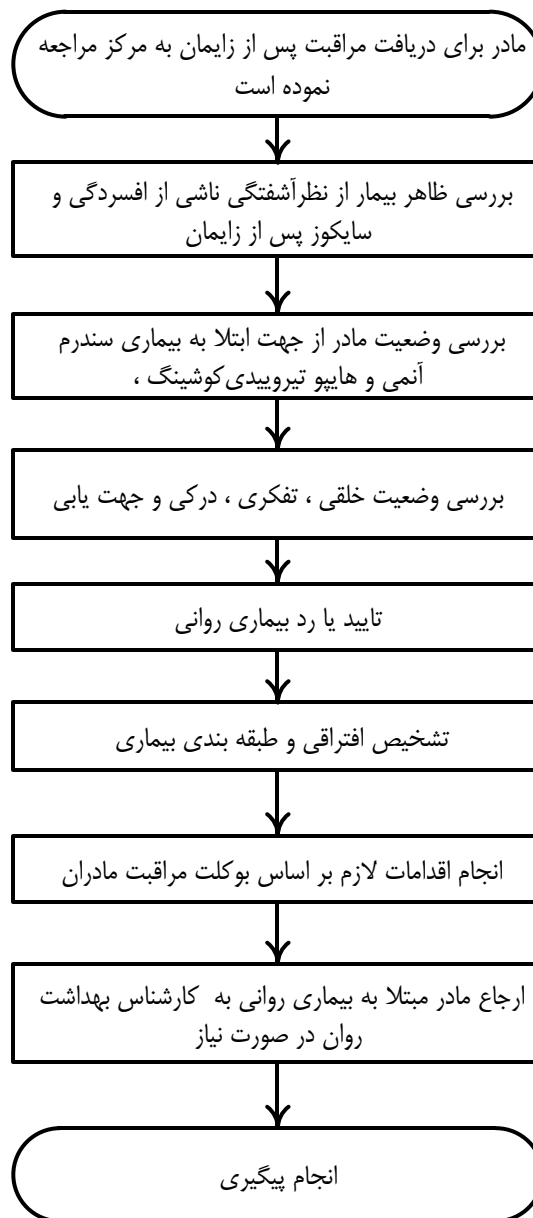 مادر برای دریافت مراقبت پس از زایمان به مرکز مراجعه
نموده است
بررسی ظاهر بیمار از نظرآشفتگی ناشی از افسردگی و
سایکوز پس از زایمان
بررسی وضعیت مادر از جهت ابتلا به بیماری سندرم
آنمی و هایپو تیروییدی کوشینگ ،
بررسی وضعیت خلقی ، تفکری ، درکی و جهت یابی
تایید یا رد بیماری روانی
تشخیص افتراقی و طبقه بندی بیماری
انجام اقدامات لازم بر اساس بوکلت مراقبت مادران
ارجاع مادر مبتلا به بیماری روانی به کارشناس بهداشت
روان در صورت نیاز
انجام پیگیری